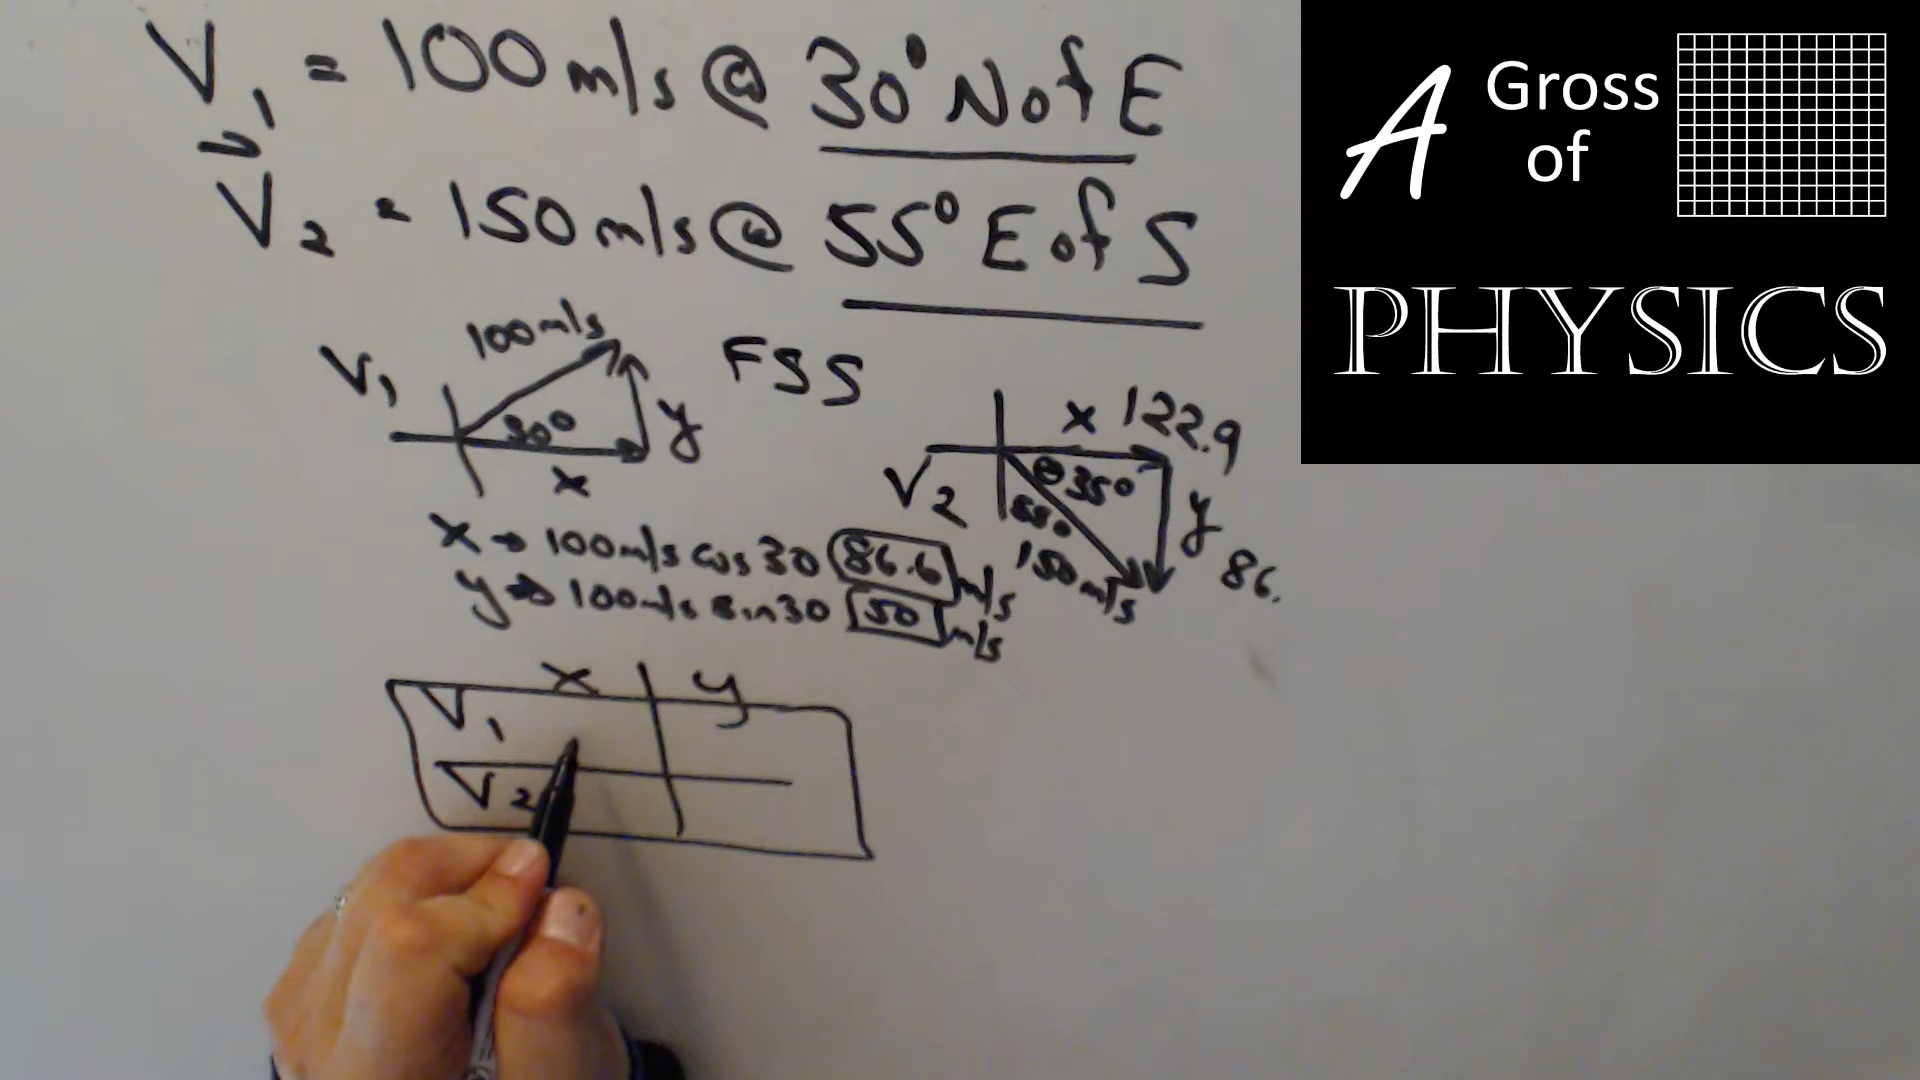 V1 = 100 m/s @ 30° N of E
V2 = 150 m/s @ 55° E of S
V1
100 m/s
30°
x
y
FSS
V2
x 122.9
θ 35°
55°
150 m/s
y
86.
x → 100 m/s cos 30 86.6 m/s
y → 100 m/s sin 30 50 m/s
x y
V1
V2
A Gross of
PHYSICS